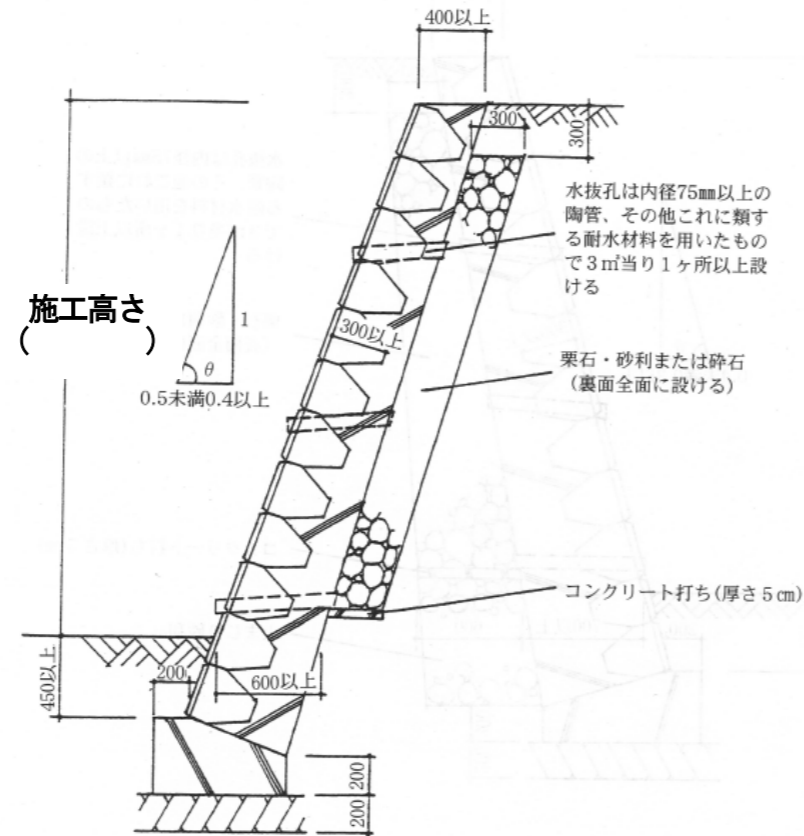 400以上
300
300
水抜孔は内径75㎜以上の
陶管、その他これに類す
る耐水材料を用いたもの
で3㎡当り1ヶ所以上設
ける
施工高さ
(　　　)
1
θ
0.5未満0.4以上
300以上
栗石・砂利または砕石
(裏面全面に設ける)
コンクリート打ち(厚さ5㎝)
450以上
200
600以上
200
200